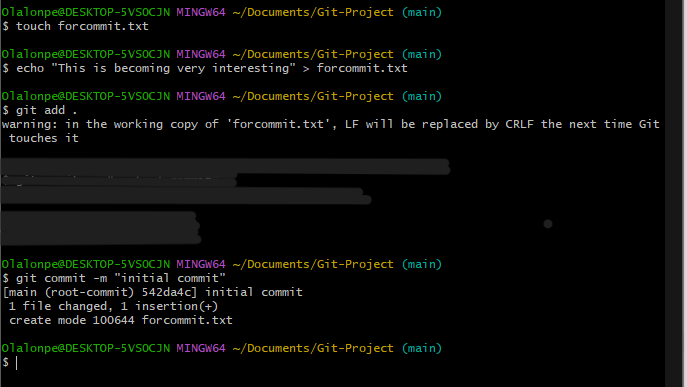 Olalonpe@DESKTOP-5VSOCJN MINGW64 ~/Documents/Git-Project (main)
$ touch forcommit.txt
Olalonpe@DESKTOP-5VSOCJN MINGW64 ~/Documents/Git-Project (main)
$ echo "This is becoming very interesting" > forcommit.txt
Olalonpe@DESKTOP-5VSOCJN MINGW64 ~/Documents/Git-Project (main)
$ git add .
warning: in the working copy of 'forcommit.txt', LF will be replaced by CRLF the next time Git
touches it
Olalonpe@DESKTOP-5VSOCJN MINGW64 ~/Documents/Git-Project (main)
$ git commit -m "initial commit"
[main (root-commit) 542da4c] initial commit
1 file changed, 1 insertion(+)
create mode 100644 forcommit.txt
Olalonpe@DESKTOP-5VSOCJN MINGW64 ~/Documents/Git-Project (main)
$